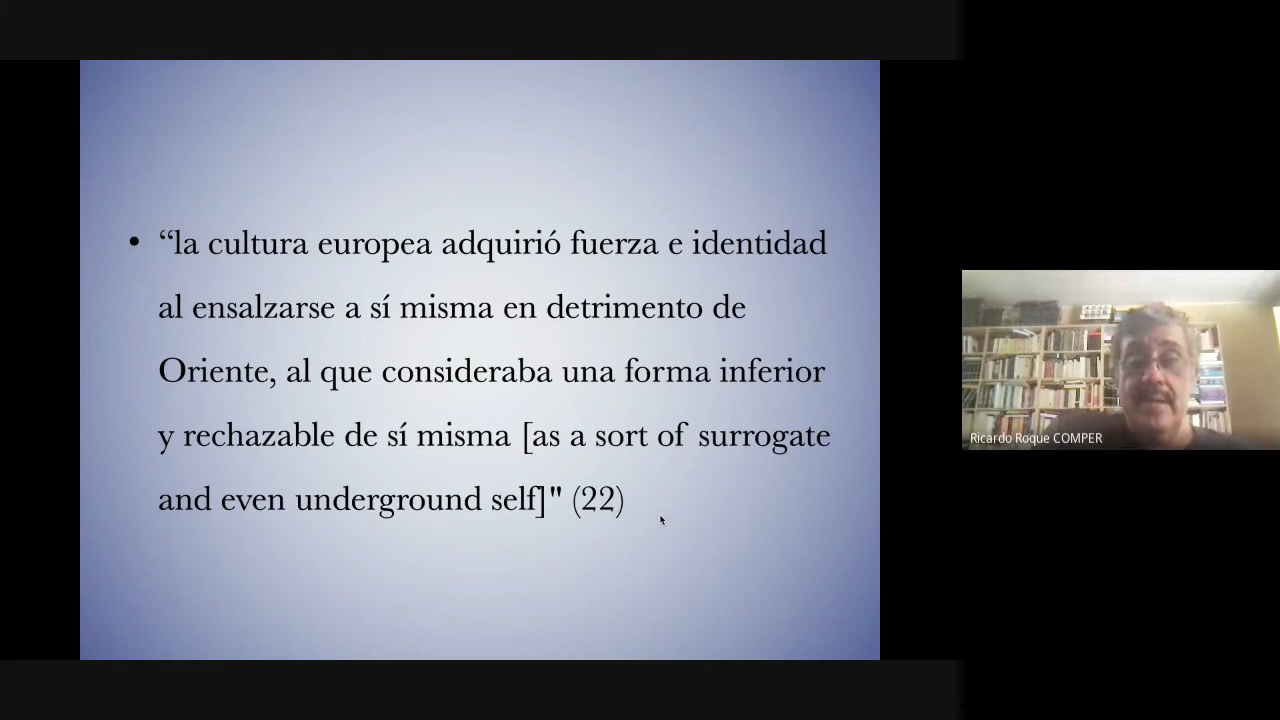 • “la cultura europea adquirió fuerza e identidad
al ensalzarse a sí misma en detrimento de
Oriente, al que consideraba una forma inferior
y rechazable de sí misma [as a sort of surrogate
and even underground self]" (22)
Ricardo Roque COMPER